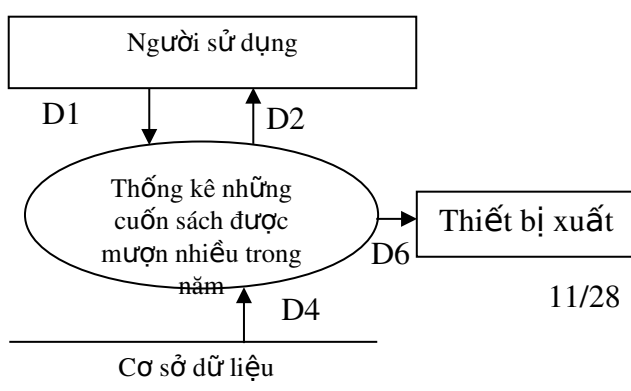 Người sử dụng
D1
D2
Thống kê những
cuốn sách được
mượn nhiều trong
năm
Thiết bị xuất
D6
11/28
D4
Cơ sở dữ liệu